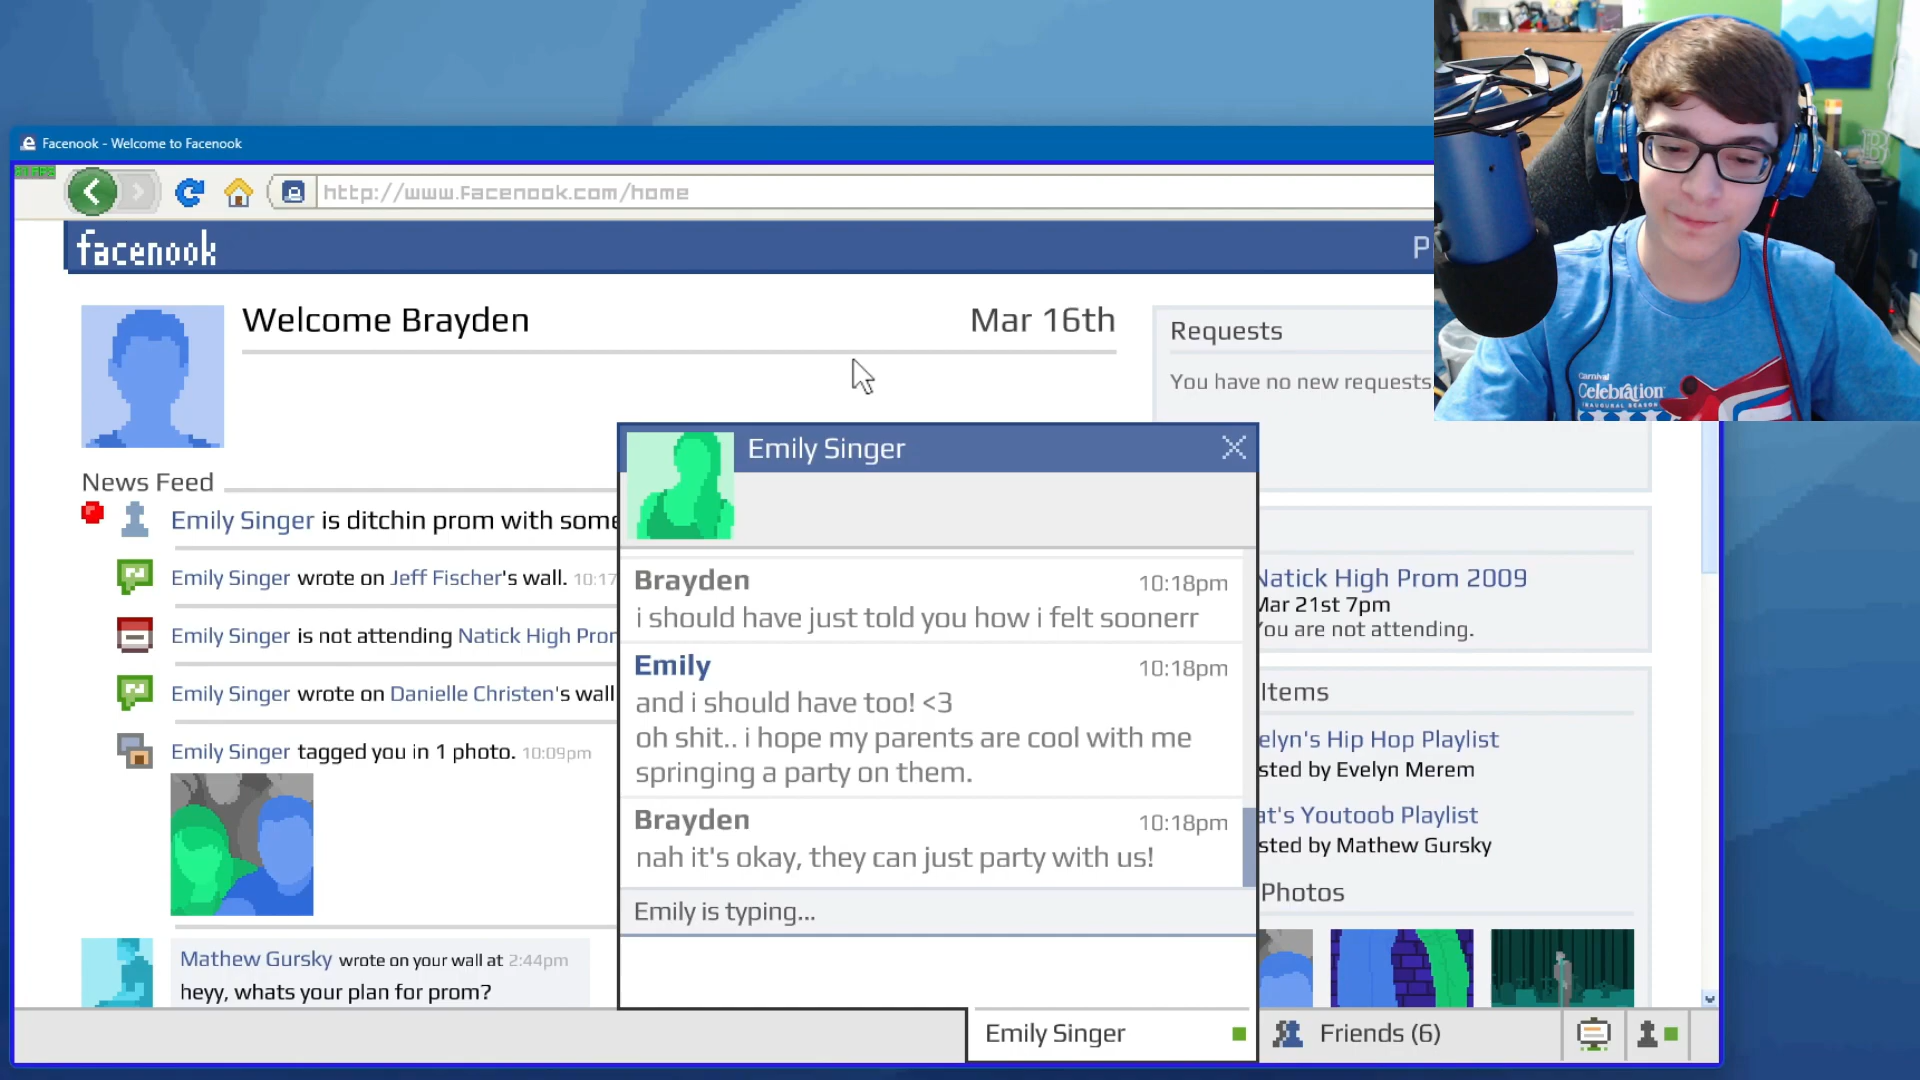 Facenook - Welcome to Facenook
http://www.Facenook.com/home
facenook
P
Welcome Brayden
Mar 16th
Requests
You have no new requests
News Feed
Emily Singer is ditchin prom with some
Emily Singer wrote on Jeff Fischer's wall. 10:17
Emily Singer is not attending Natick High Pror
Emily Singer wrote on Danielle Christen's wall
Emily Singer tagged you in 1 photo. 10:09pm
Mathew Gursky wrote on your wall at 2:44pm
heyy, whats your plan for prom?
Emily Singer
Brayden 10:18pm
i should have just told you how i felt soonerr
Emily 10:18pm
and i should have too! <3
oh shit.. i hope my parents are cool with me
springing a party on them.
Brayden 10:18pm
nah it's okay, they can just party with us!
Emily is typing...
Natick High Prom 2009
Mar 21st 7pm
You are not attending.
Items
elyn's Hip Hop Playlist
sted by Evelyn Merem
at's Youtoob Playlist
sted by Mathew Gursky
Photos
Emily Singer
Friends (6)
Carnival
Celebration
INAUGURAL SEASON